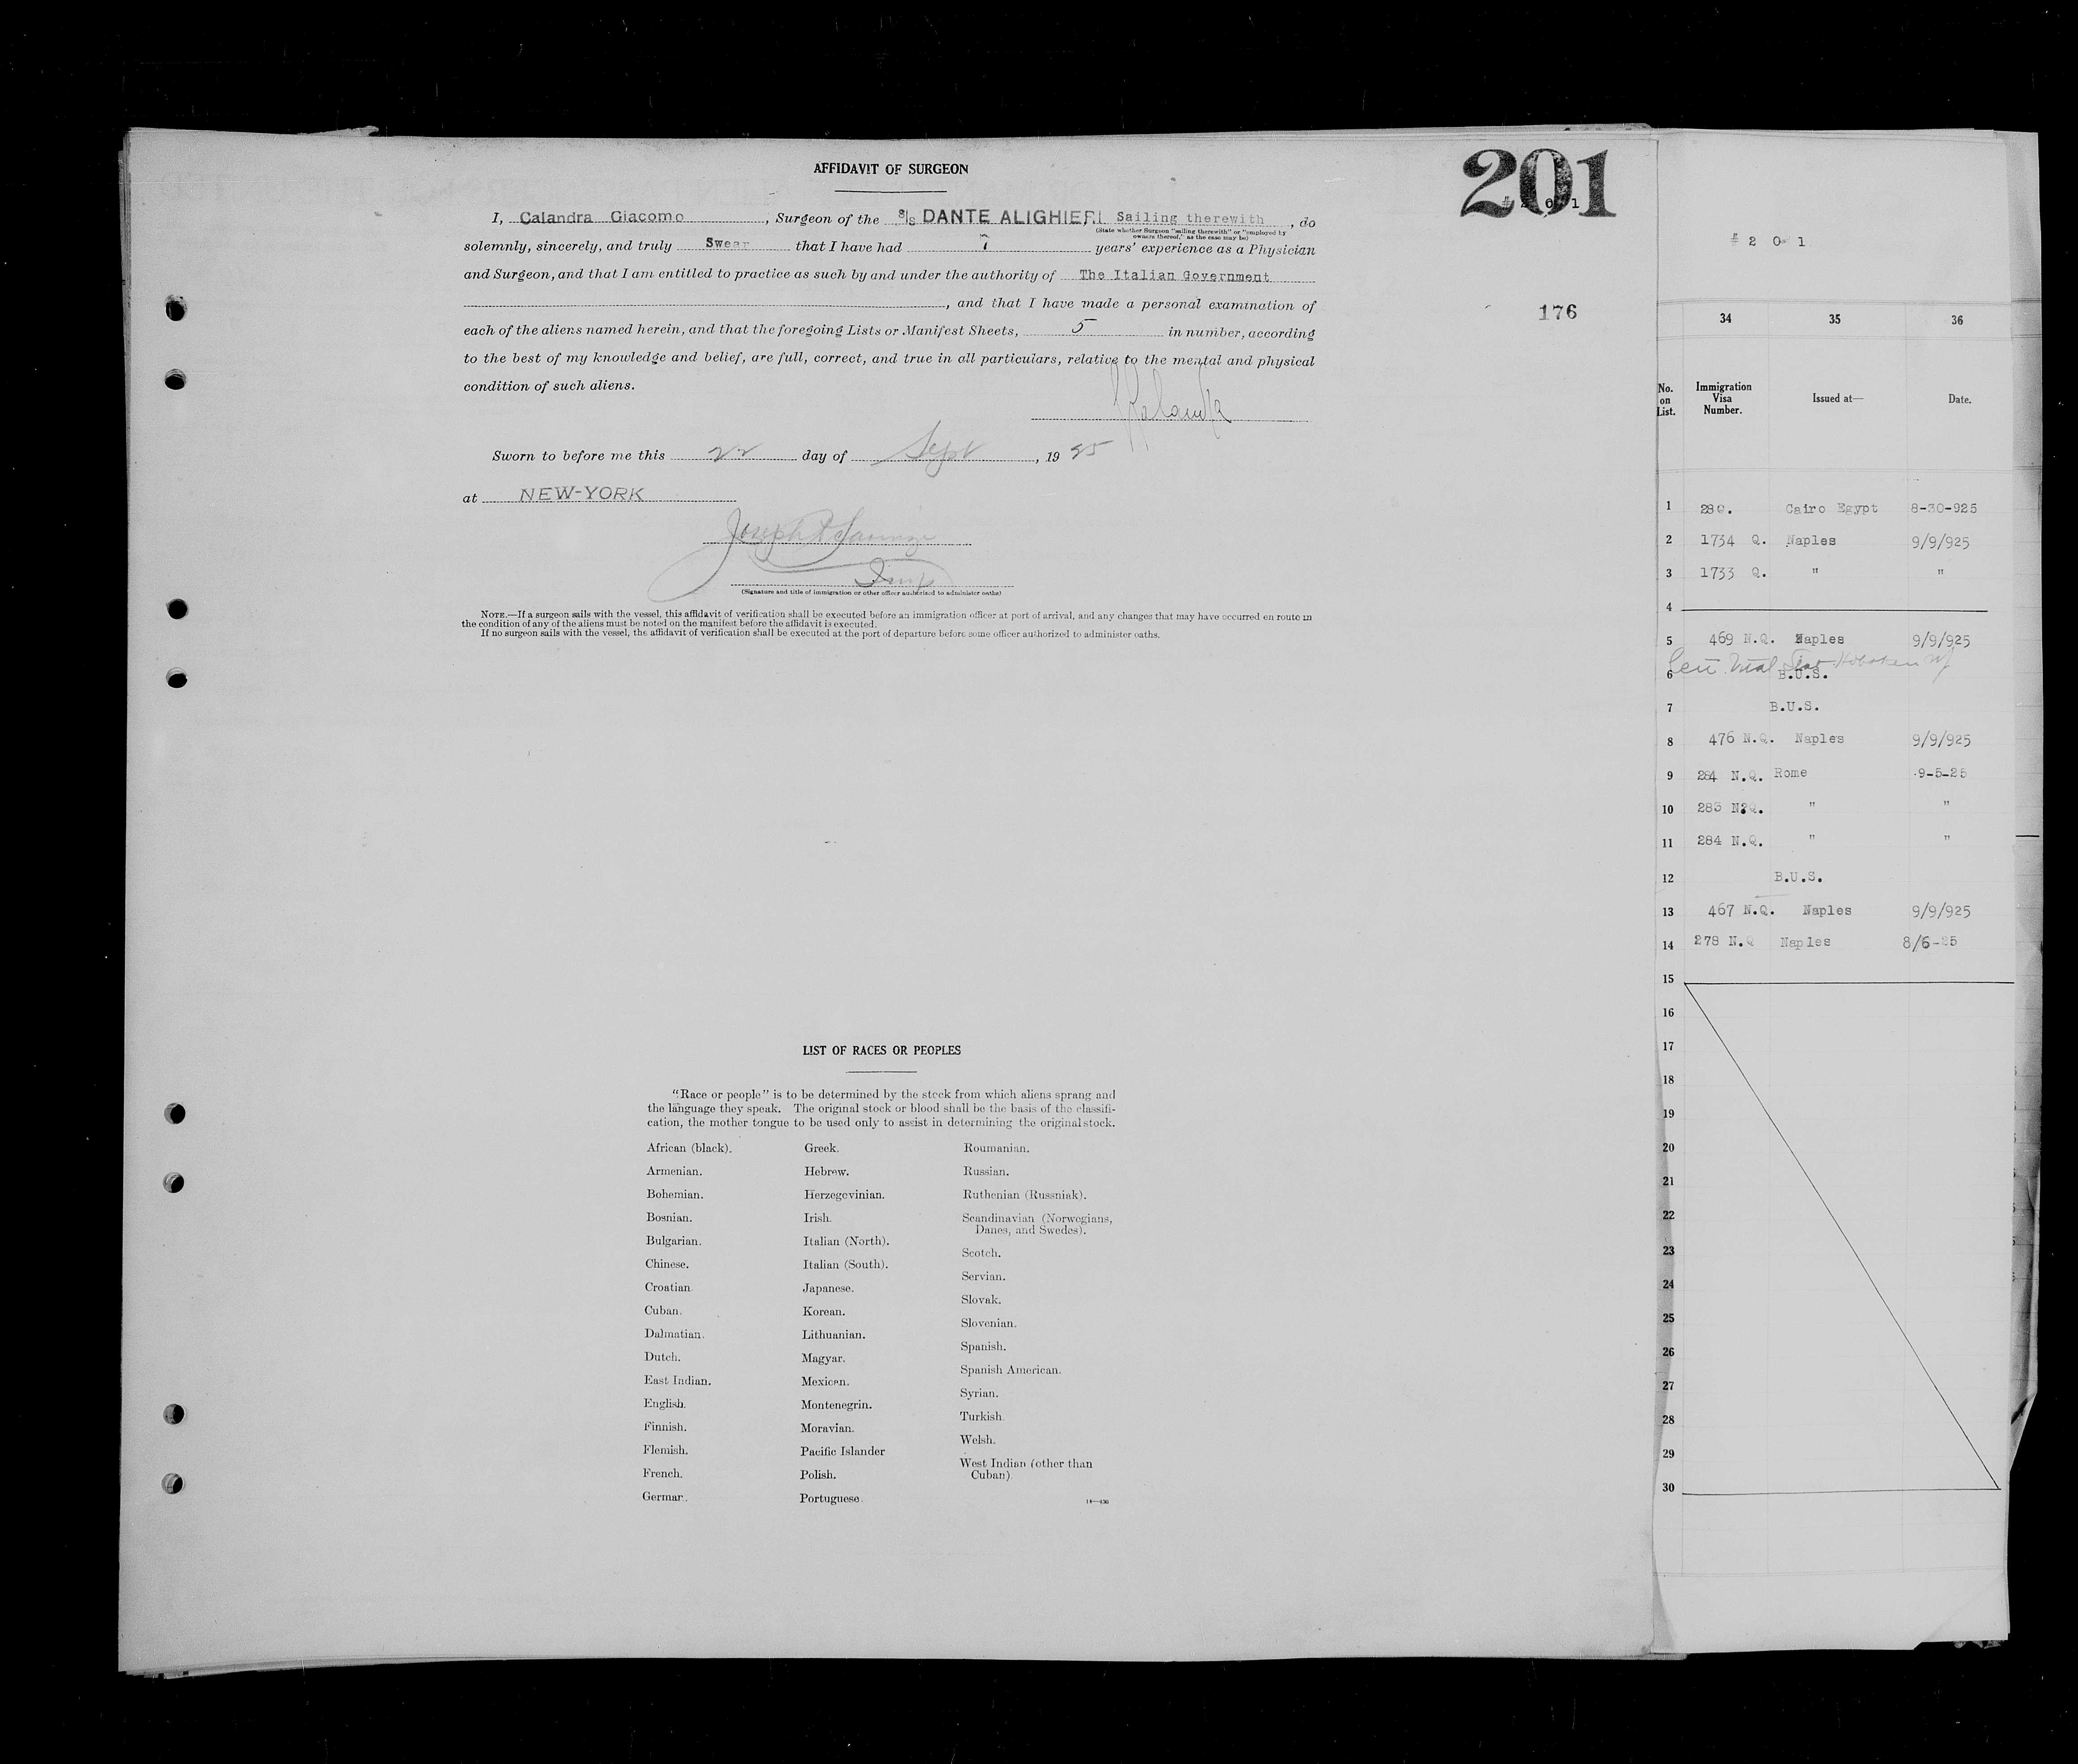 AFFIDAVIT OF SURGEON
201
# 2 0 1
I, Calandra Giacomo, Surgeon of the S/S DANTE ALIGHIERI Sailing therewith, do
(State whether Surgeon "sailing therewith" or "employed by owners thereof," as the case may be)
solemnly, sincerely, and truly Swear that I have had 7 years' experience as a Physician
and Surgeon, and that I am entitled to practice as such by and under the authority of The Italian Government
, and that I have made a personal examination of
176
each of the aliens named herein, and that the foregoing Lists or Manifest Sheets, 5 in number, according
to the best of my knowledge and belief, are full, correct, and true in all particulars, relative to the mental and physical
condition of such aliens.
Sworn to before me this 22 day of Sept, 19 25
at NEW-YORK
Joseph
(Signature and title of immigration or other officer authorized to administer oaths)
NOTE.—If a surgeon sails with the vessel, this affidavit of verification shall be executed before an immigration officer at port of arrival, and any changes that may have occurred en route in
the condition of any of the aliens must be noted on the manifest before the affidavit is executed.
If no surgeon sails with the vessel, the affidavit of verification shall be executed at the port of departure before some officer authorized to administer oaths.
LIST OF RACES OR PEOPLES
"Race or people" is to be determined by the stock from which aliens sprang and
the language they speak. The original stock or blood shall be the basis of the classifi-
cation, the mother tongue to be used only to assist in determining the original stock.
African (black).
Armenian.
Bohemian.
Bosnian.
Bulgarian.
Chinese.
Croatian.
Cuban.
Dalmatian.
Dutch.
East Indian.
English.
Finnish.
Flemish.
French.
German.
Greek.
Hebrew.
Herzegovinian.
Irish.
Italian (North).
Italian (South).
Japanese.
Korean.
Lithuanian.
Magyar.
Mexican.
Montenegrin.
Moravian.
Pacific Islander
Polish.
Portuguese.
Roumanian.
Russian.
Ruthenian (Russniak).
Scandinavian (Norwegians,
Danes, and Swedes).
Scotch.
Servian.
Slovak.
Slovenian.
Spanish.
Spanish American.
Syrian.
Turkish.
Welsh.
West Indian (other than
Cuban).
# 2 0 1
34 35 36
No. on List. Immigration Visa Number. Issued at— Date.
1 280. Cairo Egypt 8-30-925
2 1734 Q. Naples 9/9/925
3 1733 Q. " "
4
5 469 N.Q. Naples 9/9/925
Hoboken NJ
6 B.U.S.
7 B.U.S.
8 476 N.Q. Naples 9/9/925
9 284 N.Q. Rome 9-5-25
10 283 N.Q. " "
11 284 N.Q. " "
12 B.U.S.
13 467 N.Q. Naples 9/9/925
14 278 N.Q Naples 8/6-25
15
16
17
18
19
20
21
22
23
24
25
26
27
28
29
30